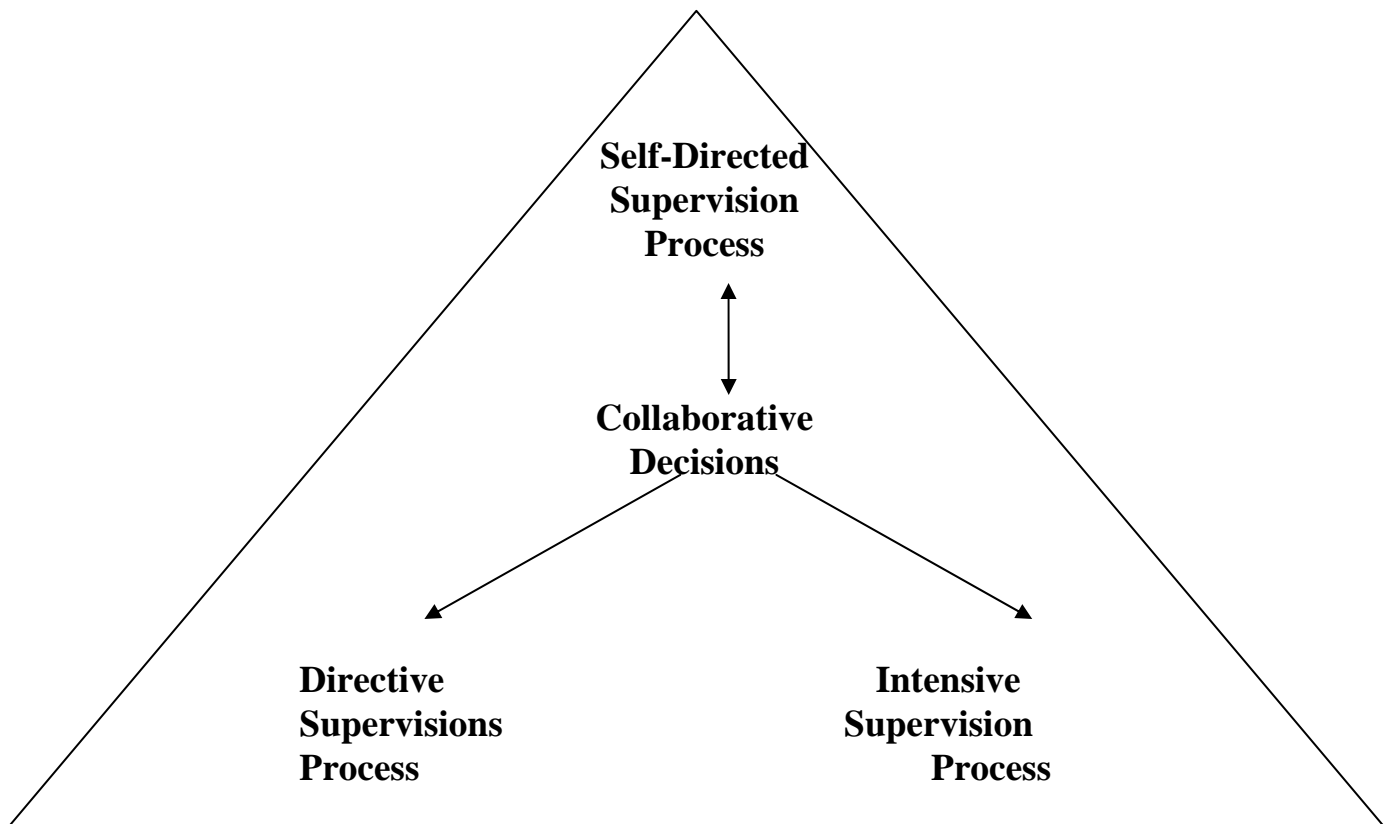 Self-Directed
Supervision
Process
Collaborative
Decisions
Directive
Supervisions
Process
Intensive
Supervision
Process